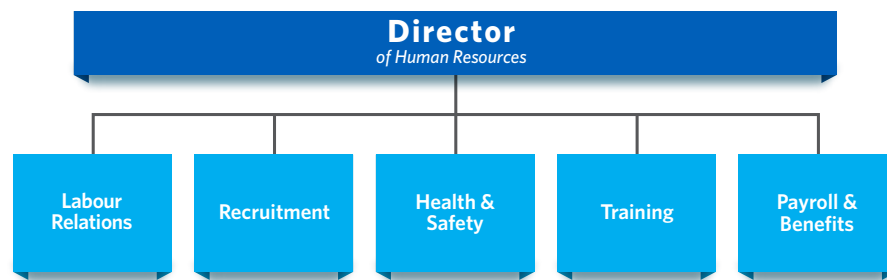 Director
of Human Resources
Labour
Relations
Recruitment
Health &
Safety
Training
Payroll &
Benefits